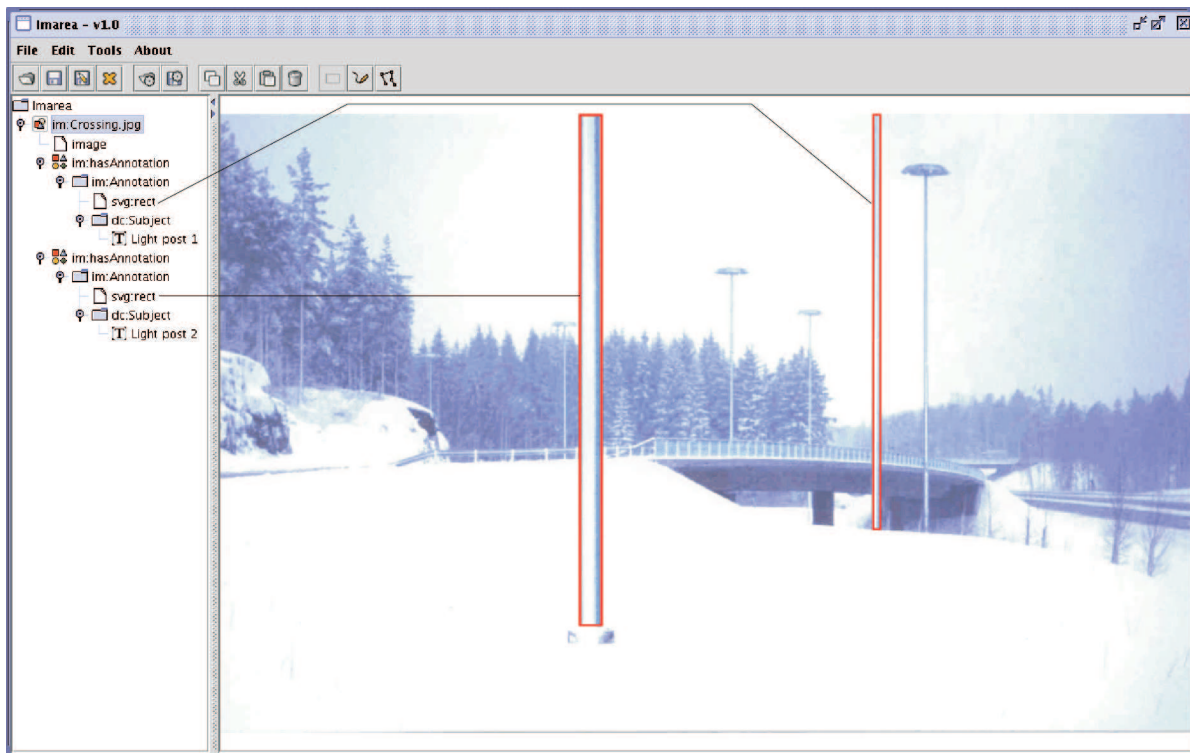 Imarea - v1.0
File Edit Tools About
Imarea
im:Crossing.jpg
image
im:hasAnnotation
im:Annotation
svg:rect
dc:Subject
[T] Light post 1
im:hasAnnotation
im:Annotation
svg:rect
dc:Subject
[T] Light post 2